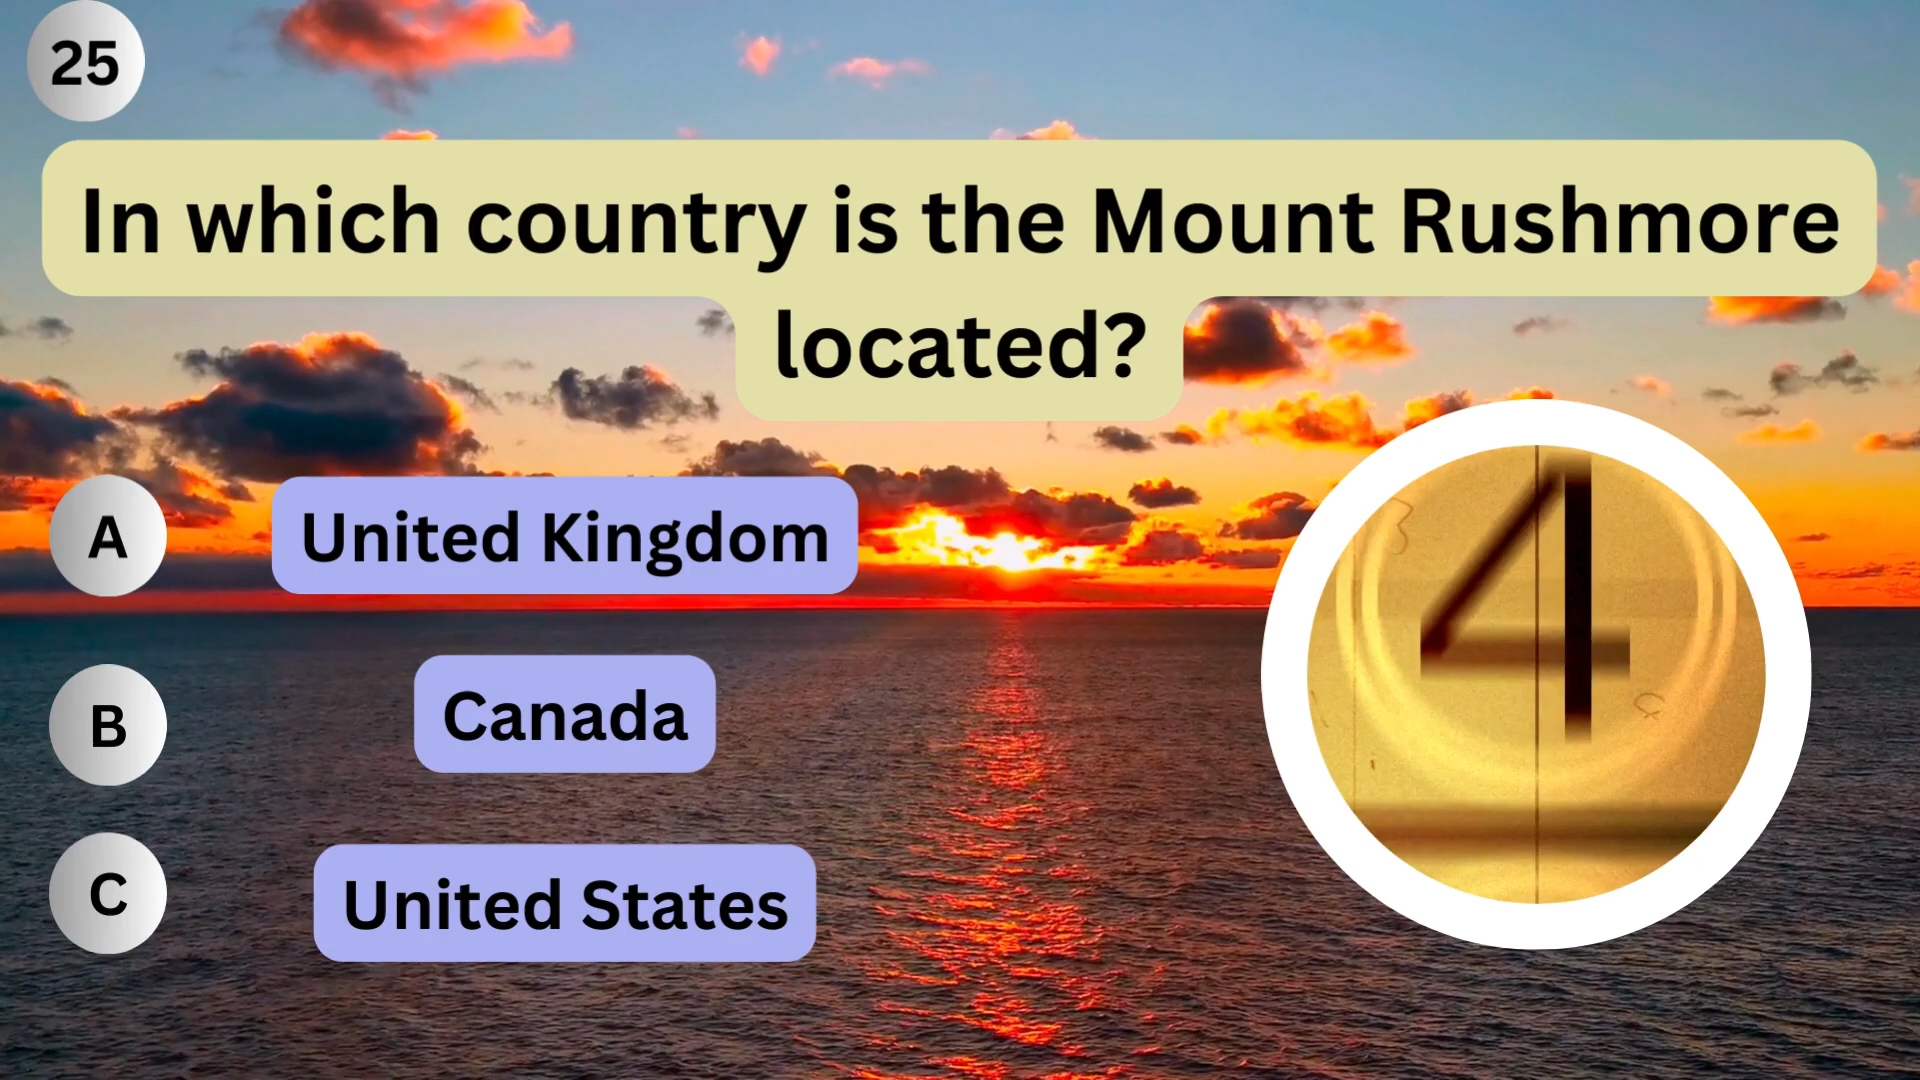 25
In which country is the Mount Rushmore
located?
A
United Kingdom
B
Canada
C
United States
4